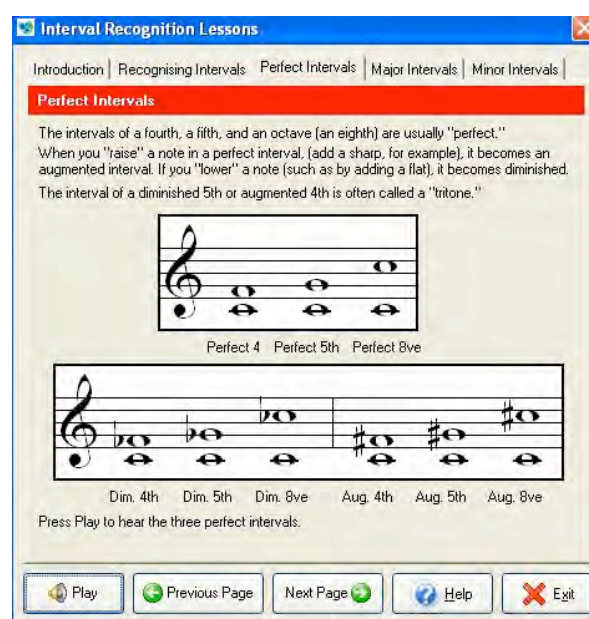 Interval Recognition Lessons
Introduction | Recognising Intervals Perfect Intervals | Major Intervals | Minor Intervals |
Perfect Intervals
The intervals of a fourth, a fifth, and an octave (an eighth) are usually "perfect."
When you "raise" a note in a perfect interval, (add a sharp, for example), it becomes an
augmented interval. If you "lower" a note (such as by adding a flat), it becomes diminished.
The interval of a diminished 5th or augmented 4th is often called a "tritone."
Perfect 4 Perfect 5th Perfect 8ve
Dim. 4th Dim. 5th Dim. 8ve Aug. 4th Aug. 5th Aug. 8ve
Press Play to hear the three perfect intervals.
Play Previous Page Next Page Help Exit